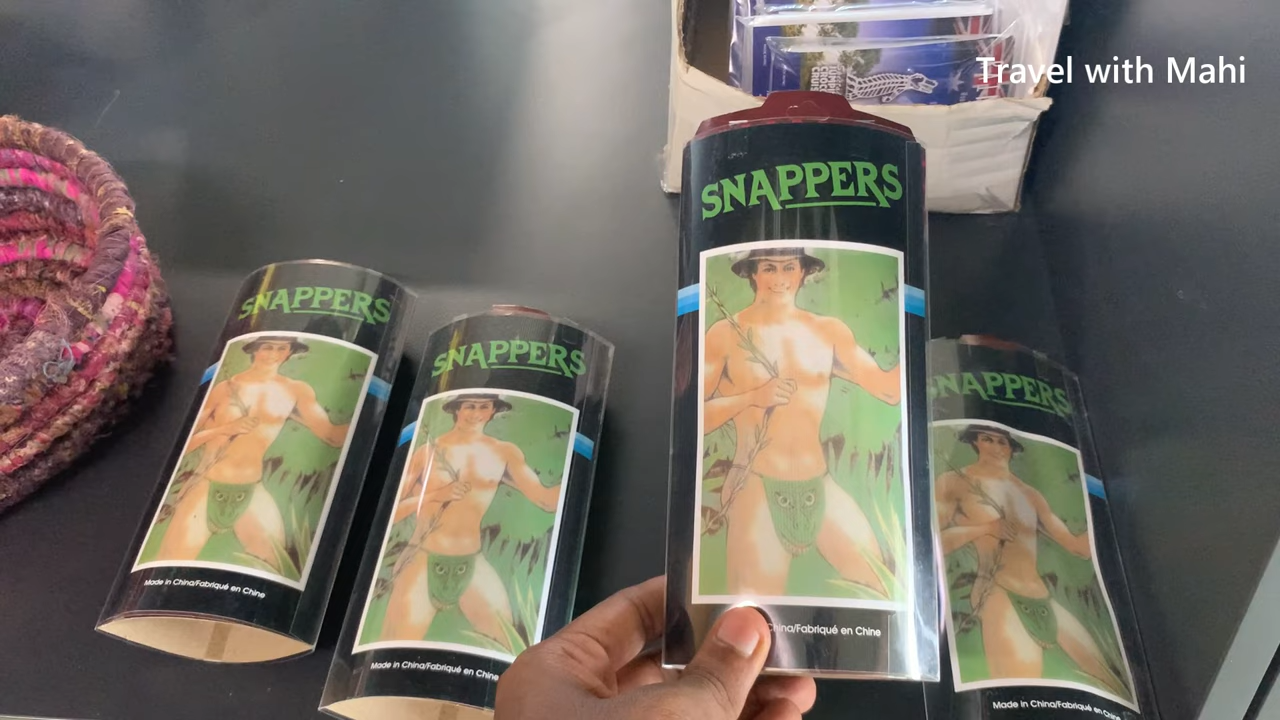 Travel with Mahi
SNAPPERS
China/Fabriqué en Chine
SNAPPERS
Made in China/Fabriqué en Chine
SNAPPERS
Made in China/Fabriqué en Chine
SNAPPERS
Made in China/Fabriqué en Chine